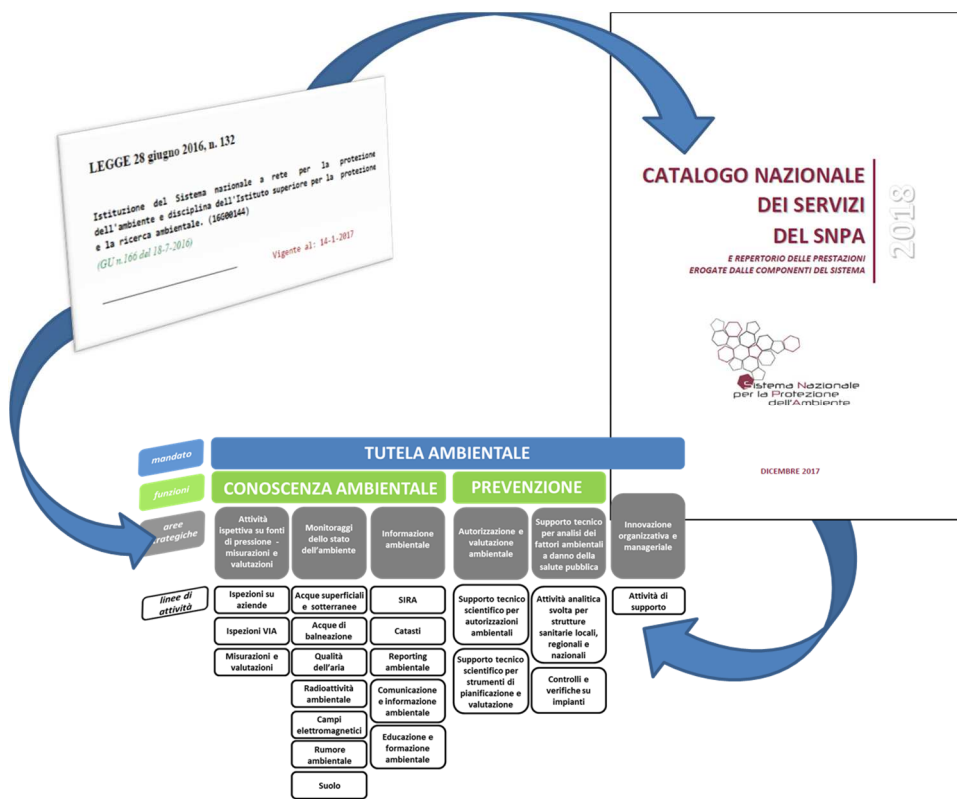 LEGGE 28 giugno 2016, n. 132
Istituzione del Sistema nazionale a rete per la protezione
dell'ambiente e disciplina dell'Istituto superiore per la protezione
e la ricerca ambientale. (16G00144)
(GU n.166 del 18-7-2016)
Vigente al: 14-1-2017
CATALOGO NAZIONALE
DEI SERVIZI
DEL SNPA
E REPERTORIO DELLE PRESTAZIONI
EROGATE DALLE COMPONENTI DEL SISTEMA
2018
Sistema Nazionale
per la Protezione
dell'Ambiente
DICEMBRE 2017
mandato
TUTELA AMBIENTALE
funzioni
CONOSCENZA AMBIENTALE
PREVENZIONE
aree
strategiche
Attività
ispettiva su fonti
di pressione -
misurazioni e
valutazioni
Monitoraggi
dello stato
dell'ambiente
Informazione
ambientale
Autorizzazione e
valutazione
ambientale
Supporto tecnico
per analisi dei
fattori ambientali
a danno della
salute pubblica
Innovazione
organizzativa e
manageriale
linee di
attività
Ispezioni su
aziende
Ispezioni VIA
Misurazioni e
valutazioni
Acque superficiali
e sotterranee
Acque di
balneazione
Qualità
dell'aria
Radioattività
ambientale
Campi
elettromagnetici
Rumore
ambientale
Suolo
SIRA
Catasti
Reporting
ambientale
Comunicazione
e informazione
ambientale
Educazione e
formazione
ambientale
Supporto tecnico
scientifico per
autorizzazioni
ambientali
Supporto tecnico
scientifico per
strumenti di
pianificazione e
valutazione
Attività analitica
svolta per
strutture
sanitarie locali,
regionali e
nazionali
Controlli e
verifiche su
impianti
Attività di
supporto